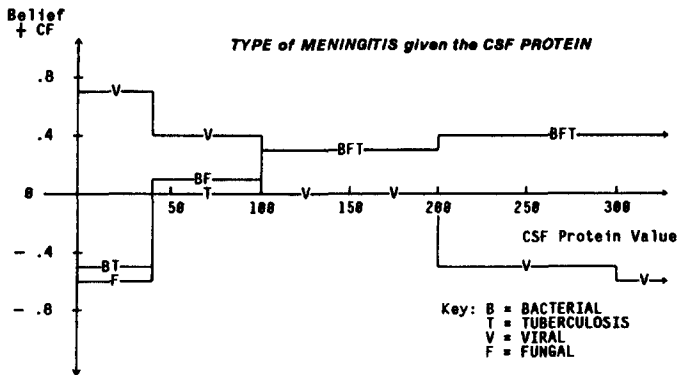 Belief
+ CF
TYPE of MENINGITIS given the CSF PROTEIN
.8
V
.4
V
BFT
BFT
BF
0
T
V
V
50
100
150
200
250
300
CSF Protein Value
- .4
BT
V
F
V
- .8
Key: B = BACTERIAL
T = TUBERCULOSIS
V = VIRAL
F = FUNGAL